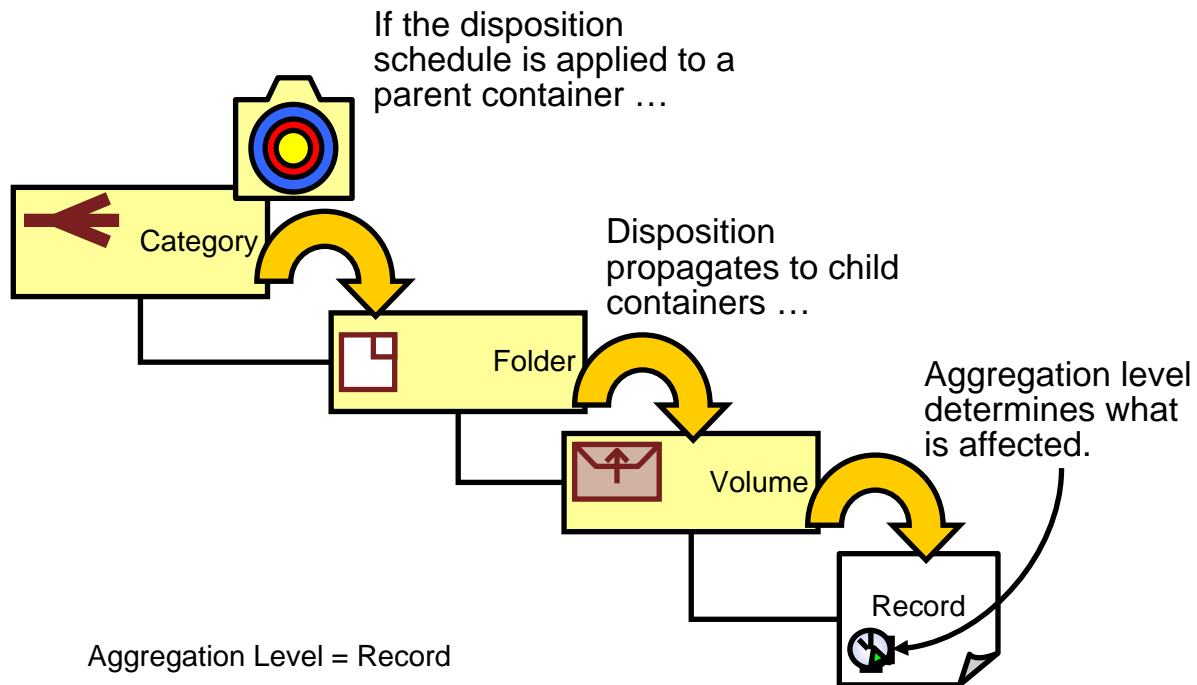 If the disposition
schedule is applied to a
parent container …
Category
Disposition
propagates to child
containers …
Folder
Aggregation level
determines what
is affected.
Volume
Record
Aggregation Level = Record